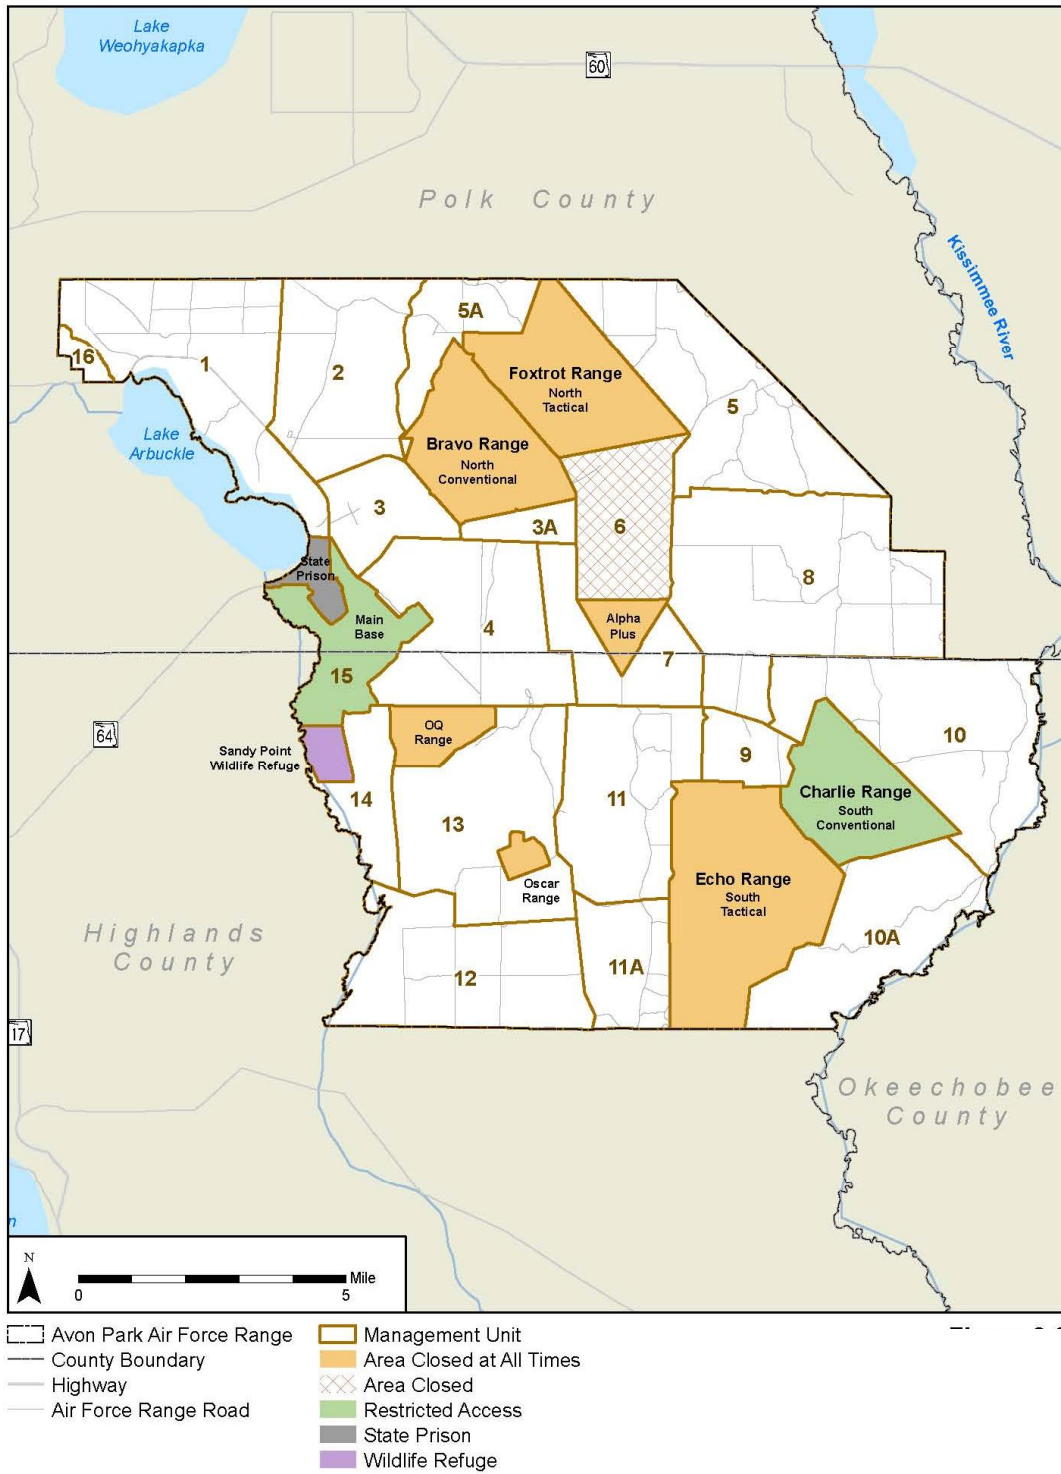 Lake
Weohyakapka
60
Polk County
Kissimmee River
5A
16
1
2
Foxtrot Range
North
Tactical
5
Lake
Arbuckle
Bravo Range
North
Conventional
3
3A
6
State
Prison
8
Main
Base
4
Alpha
Plus
7
15
64
OQ
Range
Sandy Point
Wildlife Refuge
10
9
14
13
11
Charlie Range
South
Conventional
Oscar
Range
Echo Range
South
Tactical
Highlands
County
10A
12
11A
17
Okeechobee
County
n
N
0
5
Mile
Avon Park Air Force Range
County Boundary
Highway
Air Force Range Road
Management Unit
Area Closed at All Times
Area Closed
Restricted Access
State Prison
Wildlife Refuge